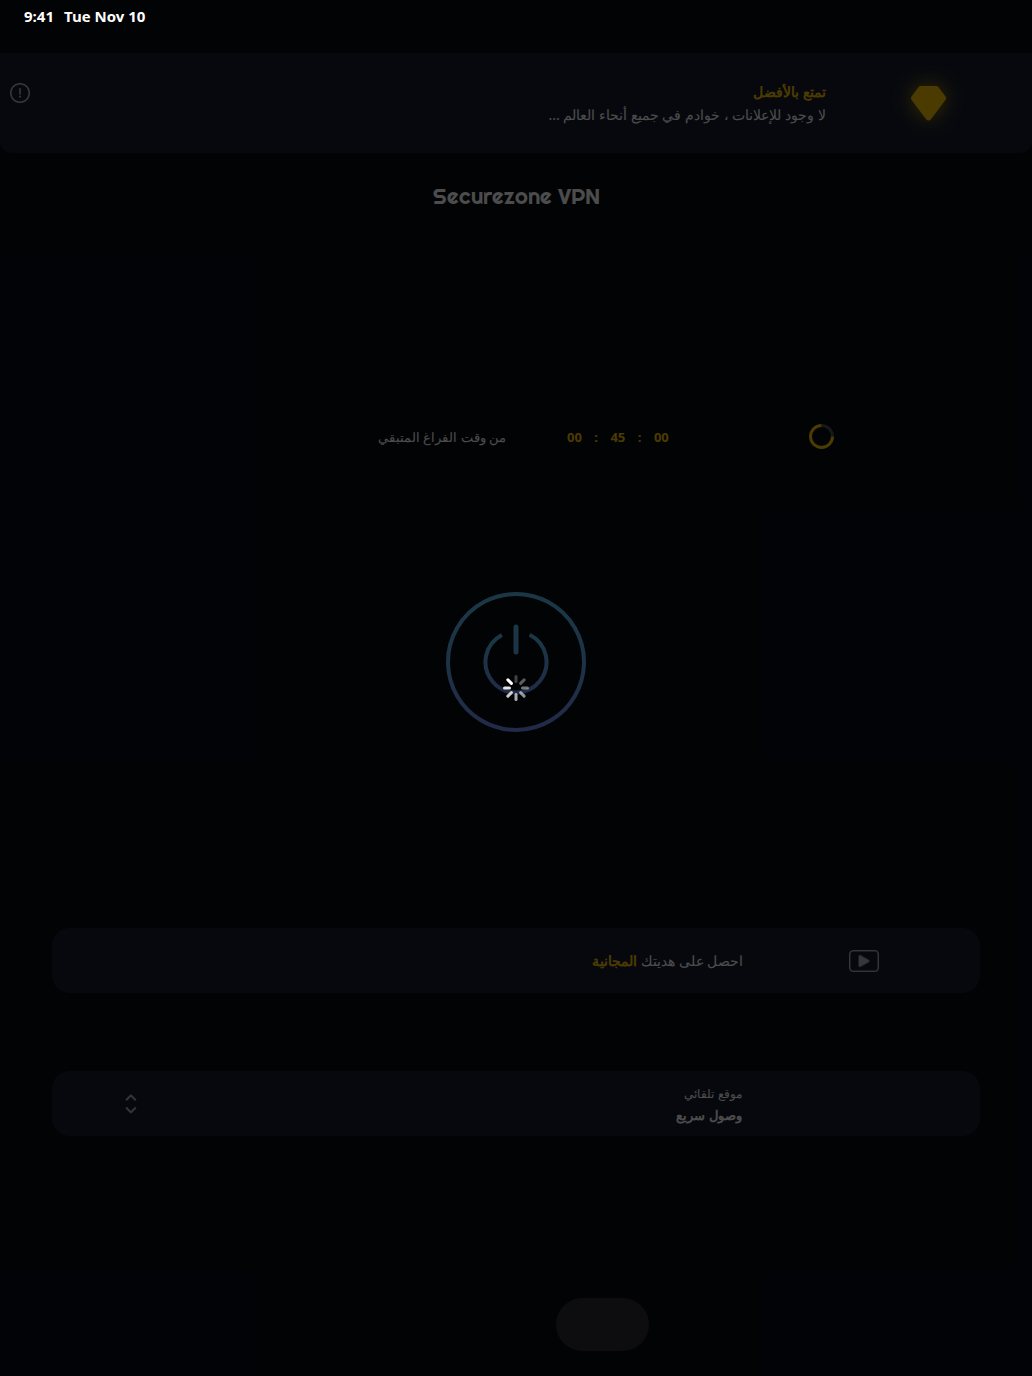 9:41 Tue Nov 10
تمتع بالأفضل
لا وجود للإعلانات ، خوادم في جميع أنحاء العالم ...
Securezone VPN
من وقت الفراغ المتبقي 00 : 45 : 00
احصل على هديتك المجانية
موقع تلقائي
وصول سريع